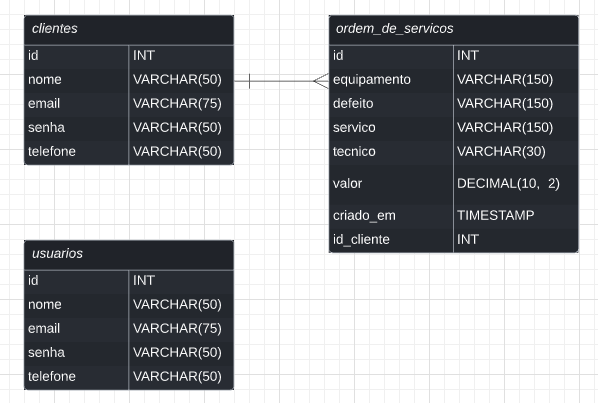 clientes
id INT
nome VARCHAR(50)
email VARCHAR(75)
senha VARCHAR(50)
telefone VARCHAR(50)
ordem_de_servicos
id INT
equipamento VARCHAR(150)
defeito VARCHAR(150)
servico VARCHAR(150)
tecnico VARCHAR(30)
valor DECIMAL(10, 2)
criado_em TIMESTAMP
id_cliente INT
usuarios
id INT
nome VARCHAR(50)
email VARCHAR(75)
senha VARCHAR(50)
telefone VARCHAR(50)